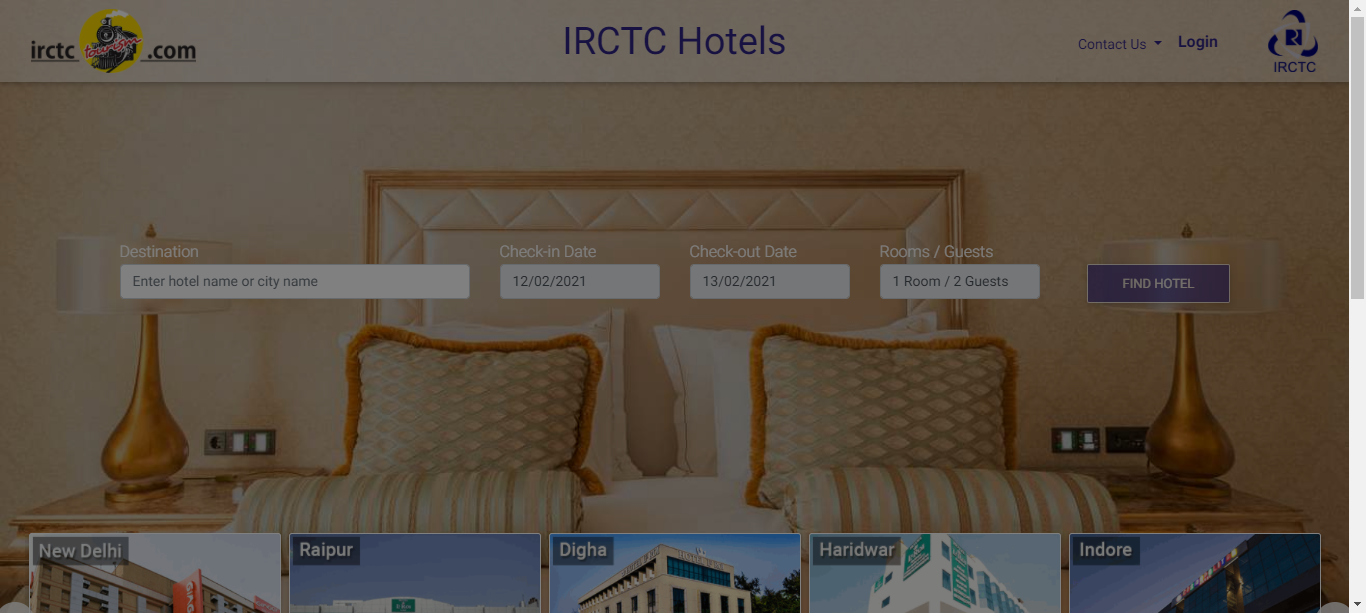 irctc tourism .com
IRCTC Hotels
Contact Us
Login
IRCTC
Destination
Check-in Date
Check-out Date
Rooms / Guests
Enter hotel name or city name
12/02/2021
13/02/2021
1 Room / 2 Guests
FIND HOTEL
New Delhi
Raipur
Digha
Haridwar
Indore